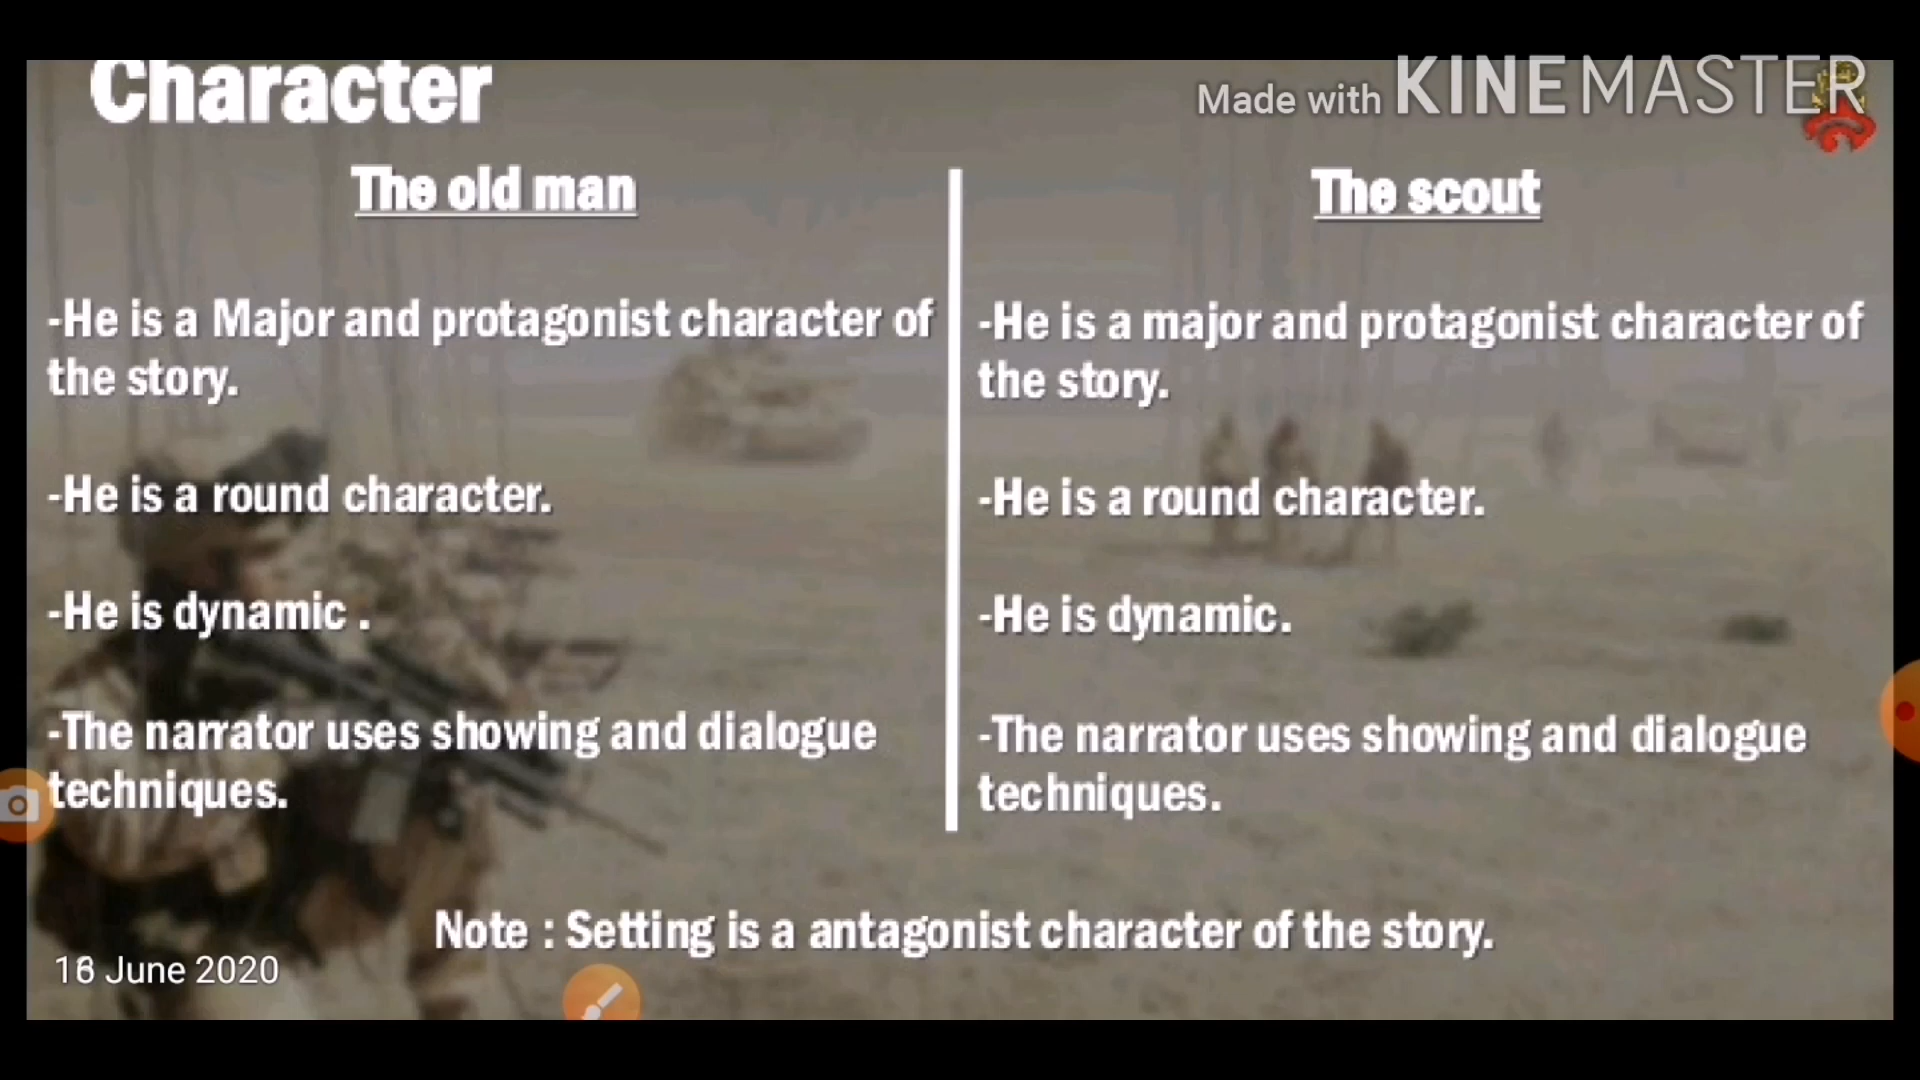 Character
Made with KINEMASTER
The old man
-He is a Major and protagonist character of
the story.
-He is a round character.
-He is dynamic .
-The narrator uses showing and dialogue
techniques.
The scout
-He is a major and protagonist character of
the story.
-He is a round character.
-He is dynamic.
-The narrator uses showing and dialogue
techniques.
Note : Setting is a antagonist character of the story.
June 2020